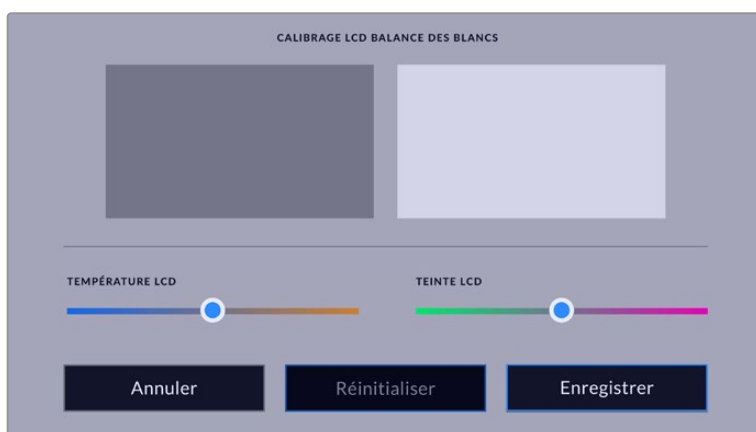 CALIBRAGE LCD BALANCE DES BLANCS
TEMPÉRATURE LCD
TEINTE LCD
Annuler
Réinitialiser
Enregistrer